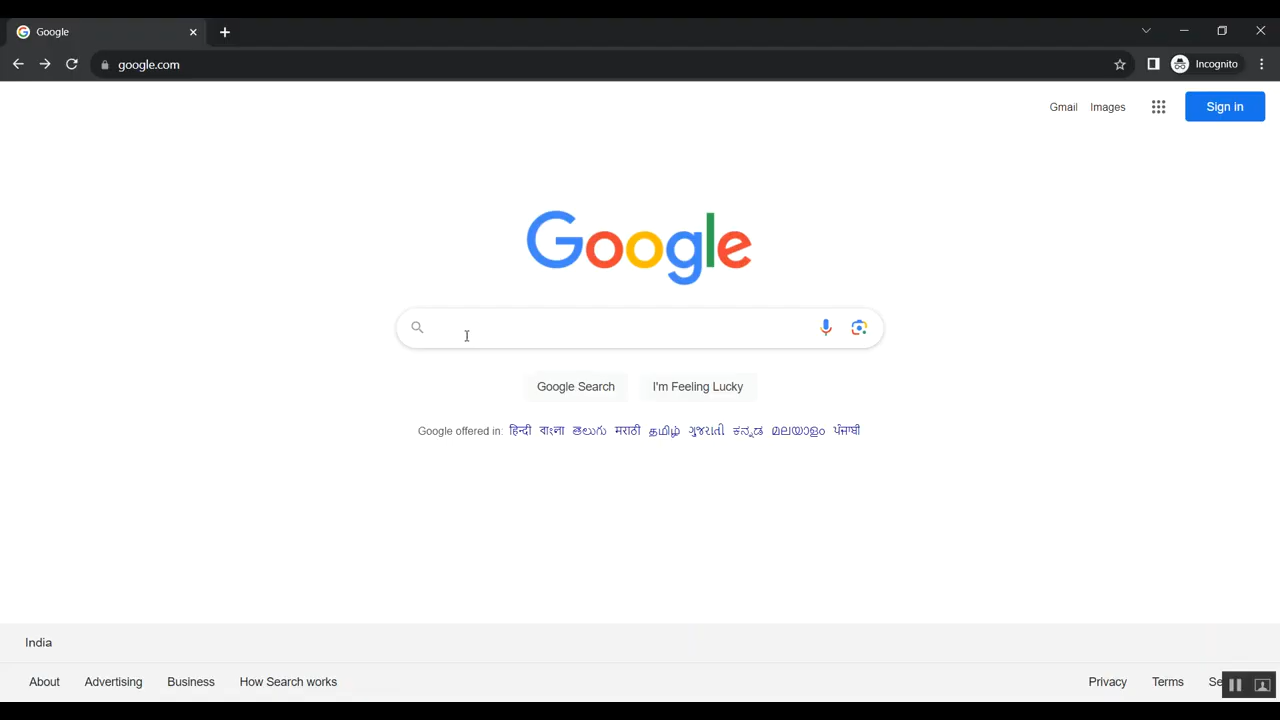 Google
google.com
Incognito
Gmail Images Sign in
Google
Google Search I'm Feeling Lucky
Google offered in: हिन्दी বাংলা తెలుగు मराठी தமிழ் ગુજરાતી ಕನ್ನಡ മലയാളം ਪੰਜਾਬੀ
India
About Advertising Business How Search works Privacy Terms Se